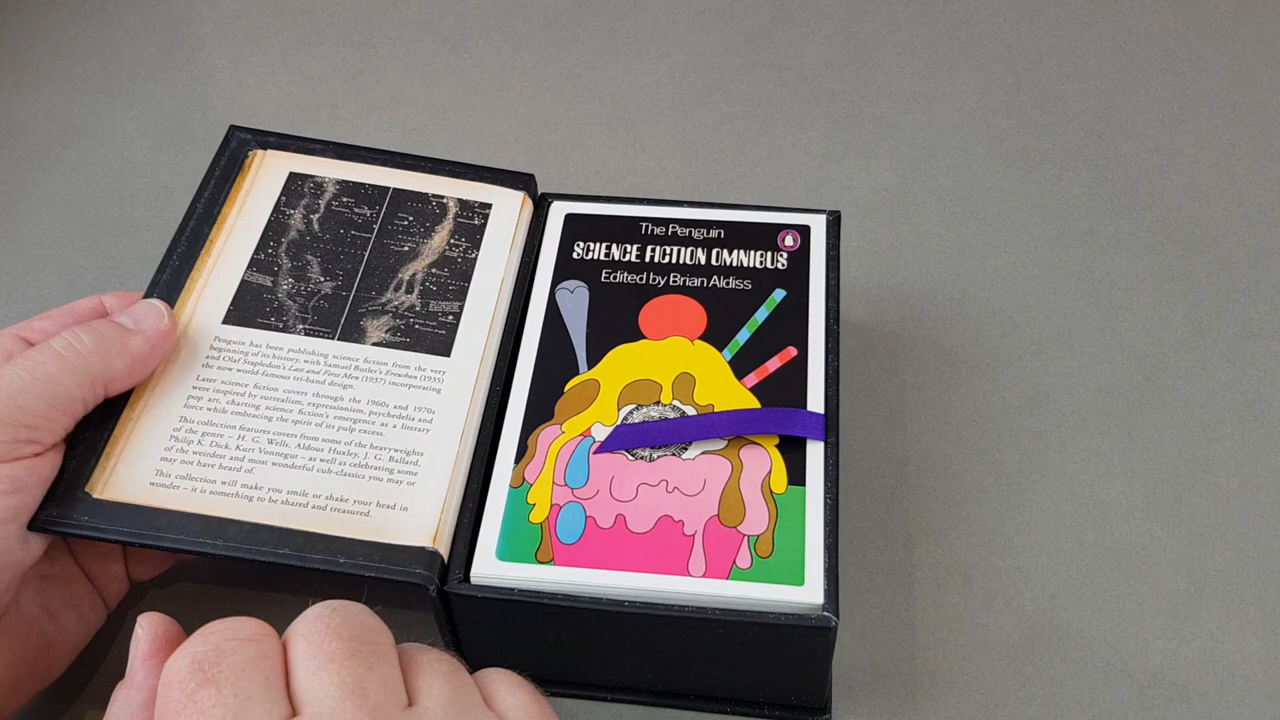 Penguin has been publishing science fiction from the very
beginning of its history, with Samuel Butler's Erewhon (1935)
and Olaf Stapledon's Last and First Men (1937) incorporating
the now world-famous tri-band design.
Later science fiction covers through the 1960s and 1970s
were inspired by surrealism, expressionism, psychedelia and
pop art, charting science fiction's emergence as a literary
force while embracing the spirit of its pulp excess.
This collection features covers from some of the heavyweights
of the genre – H. G. Wells, Aldous Huxley, J. G. Ballard,
Philip K. Dick, Kurt Vonnegut – as well as celebrating some
of the weirdest and most wonderful cult-classics you may or
may not have heard of.
This collection will make you smile or shake your head in
wonder – it is something to be shared and treasured.
The Penguin
SCIENCE FICTION OMNIBUS
Edited by Brian Aldiss